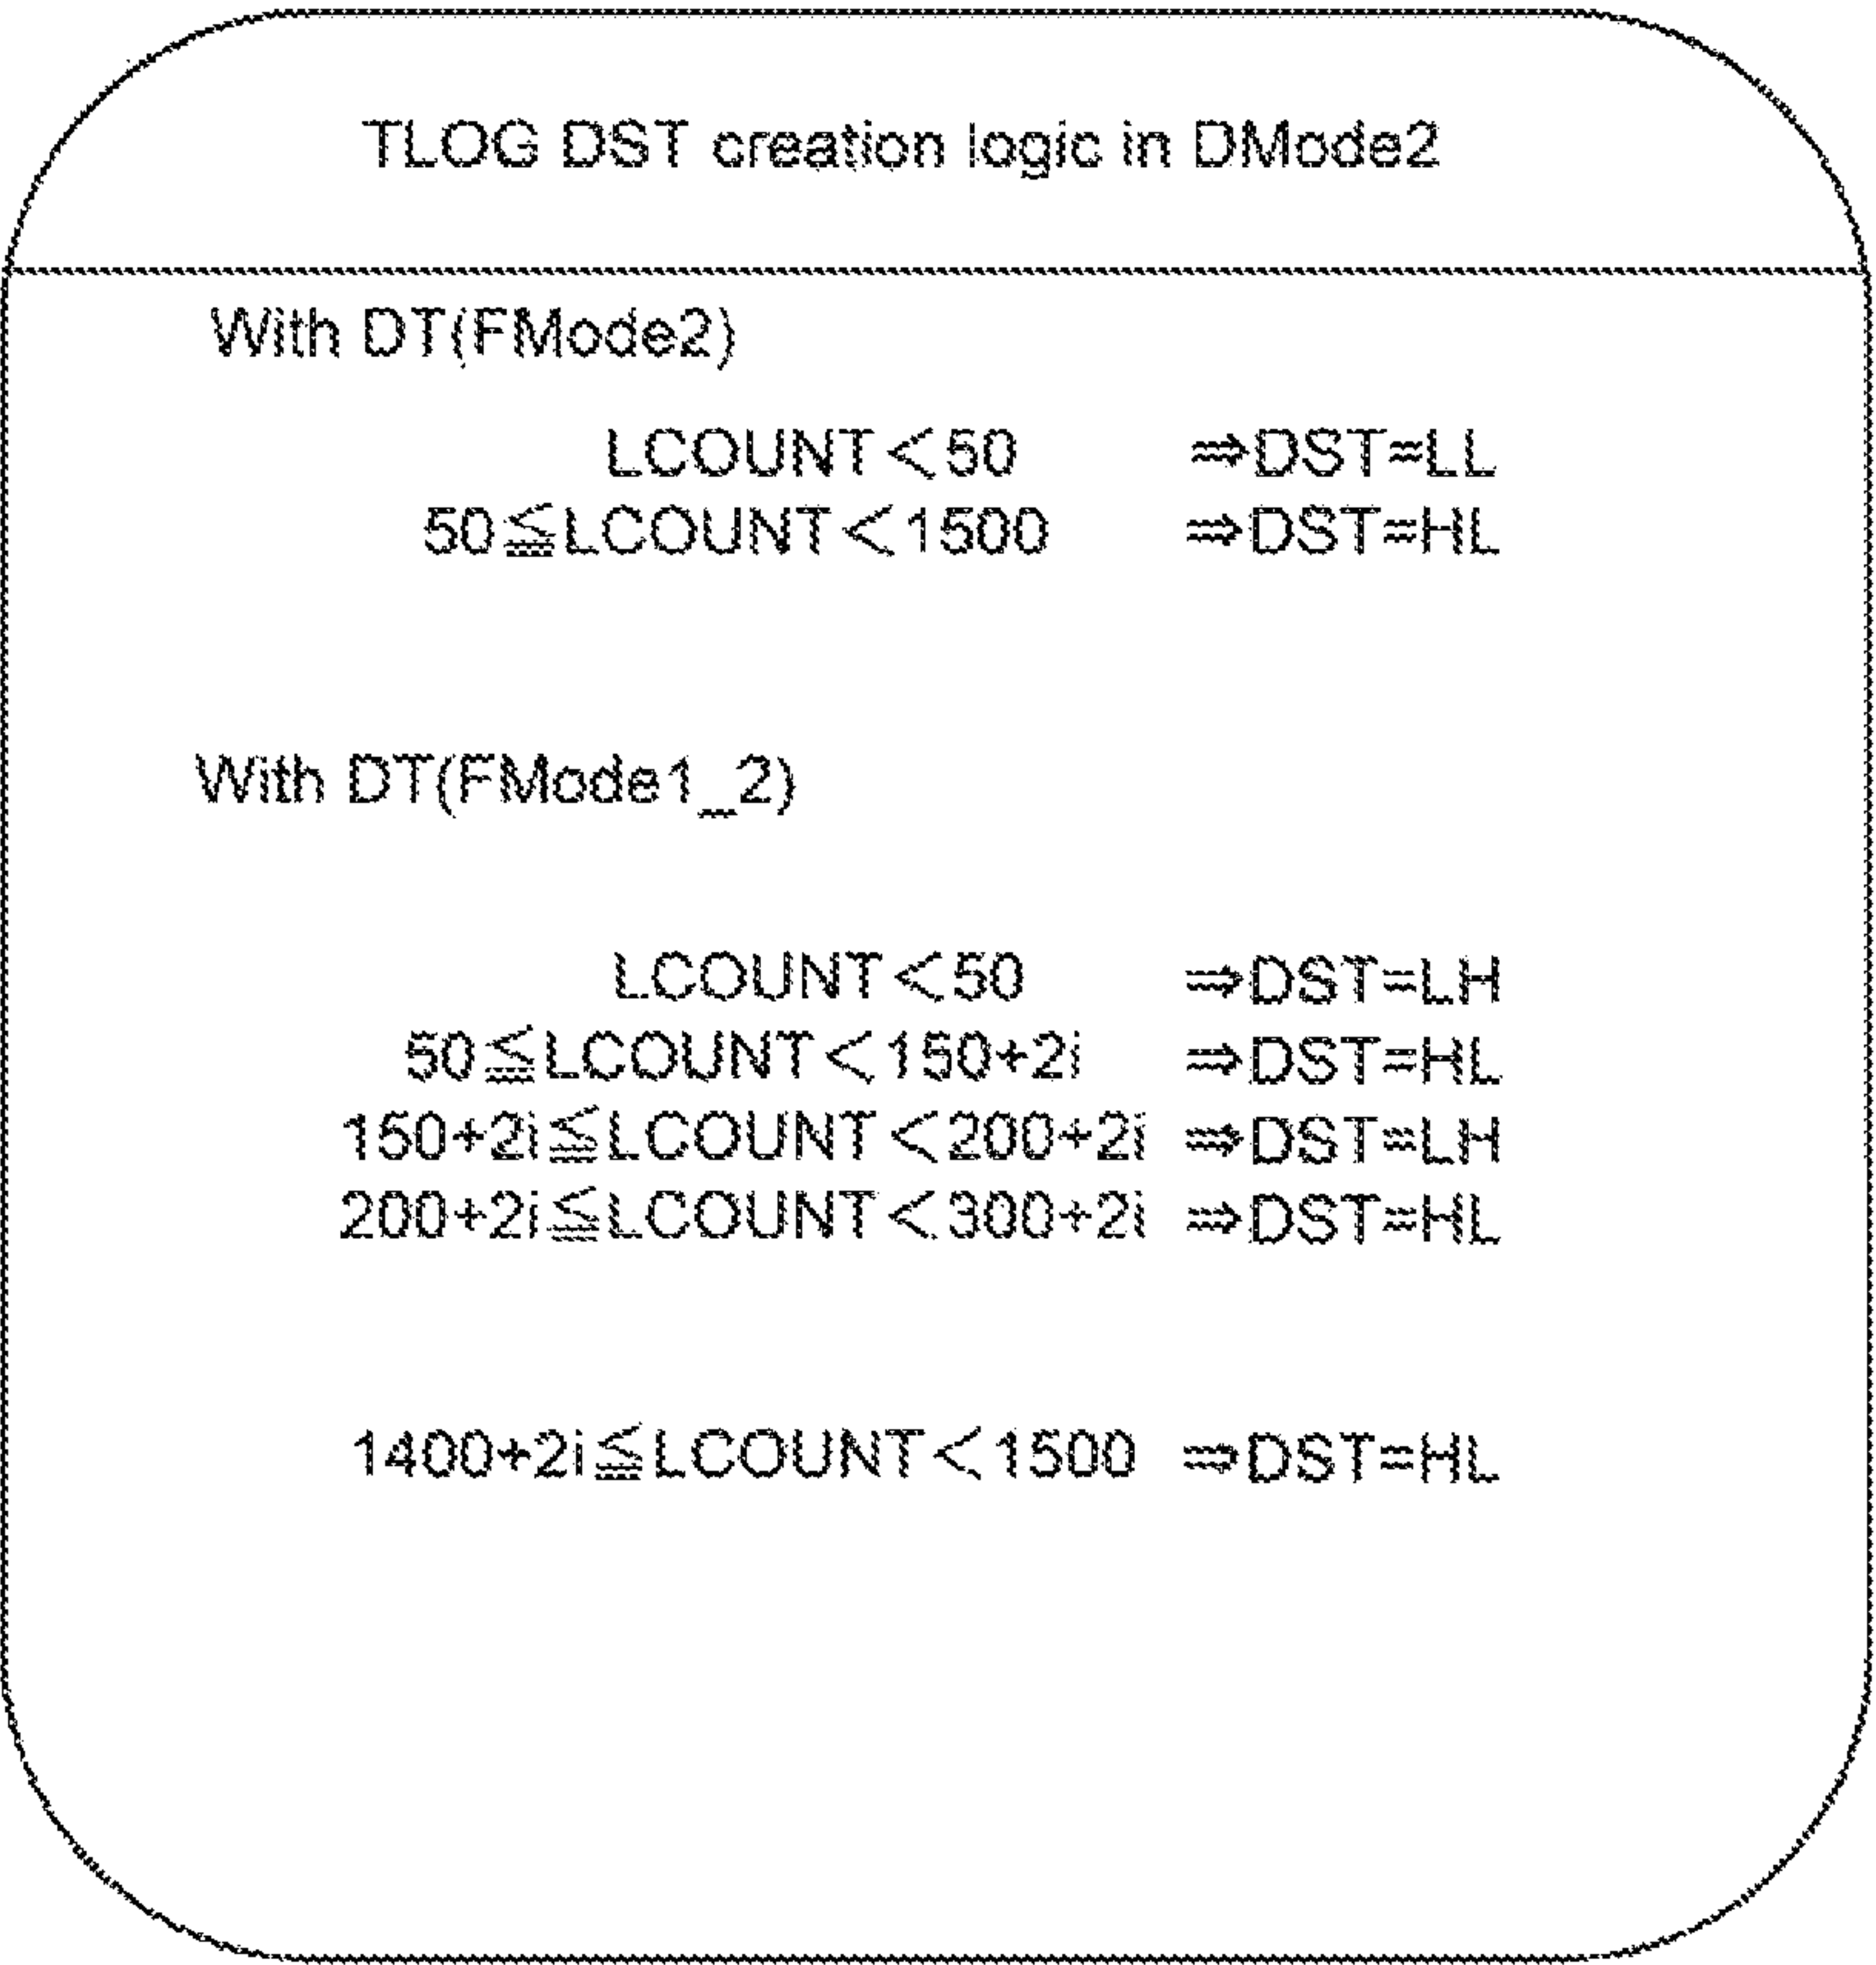 TLOG DST creation logic in DMode2
With DT(FMode2)
LCOUNT<50 ⇒DST=LL
50≦LCOUNT<1500 ⇒DST=HL
With DT(FMode1_2)
LCOUNT<50 ⇒DST=LH
50≦LCOUNT<150+2i ⇒DST=HL
150+2i≦LCOUNT<200+2i ⇒DST=LH
200+2i≦LCOUNT<300+2i ⇒DST=HL
1400+2i≦LCOUNT<1500 ⇒DST=HL